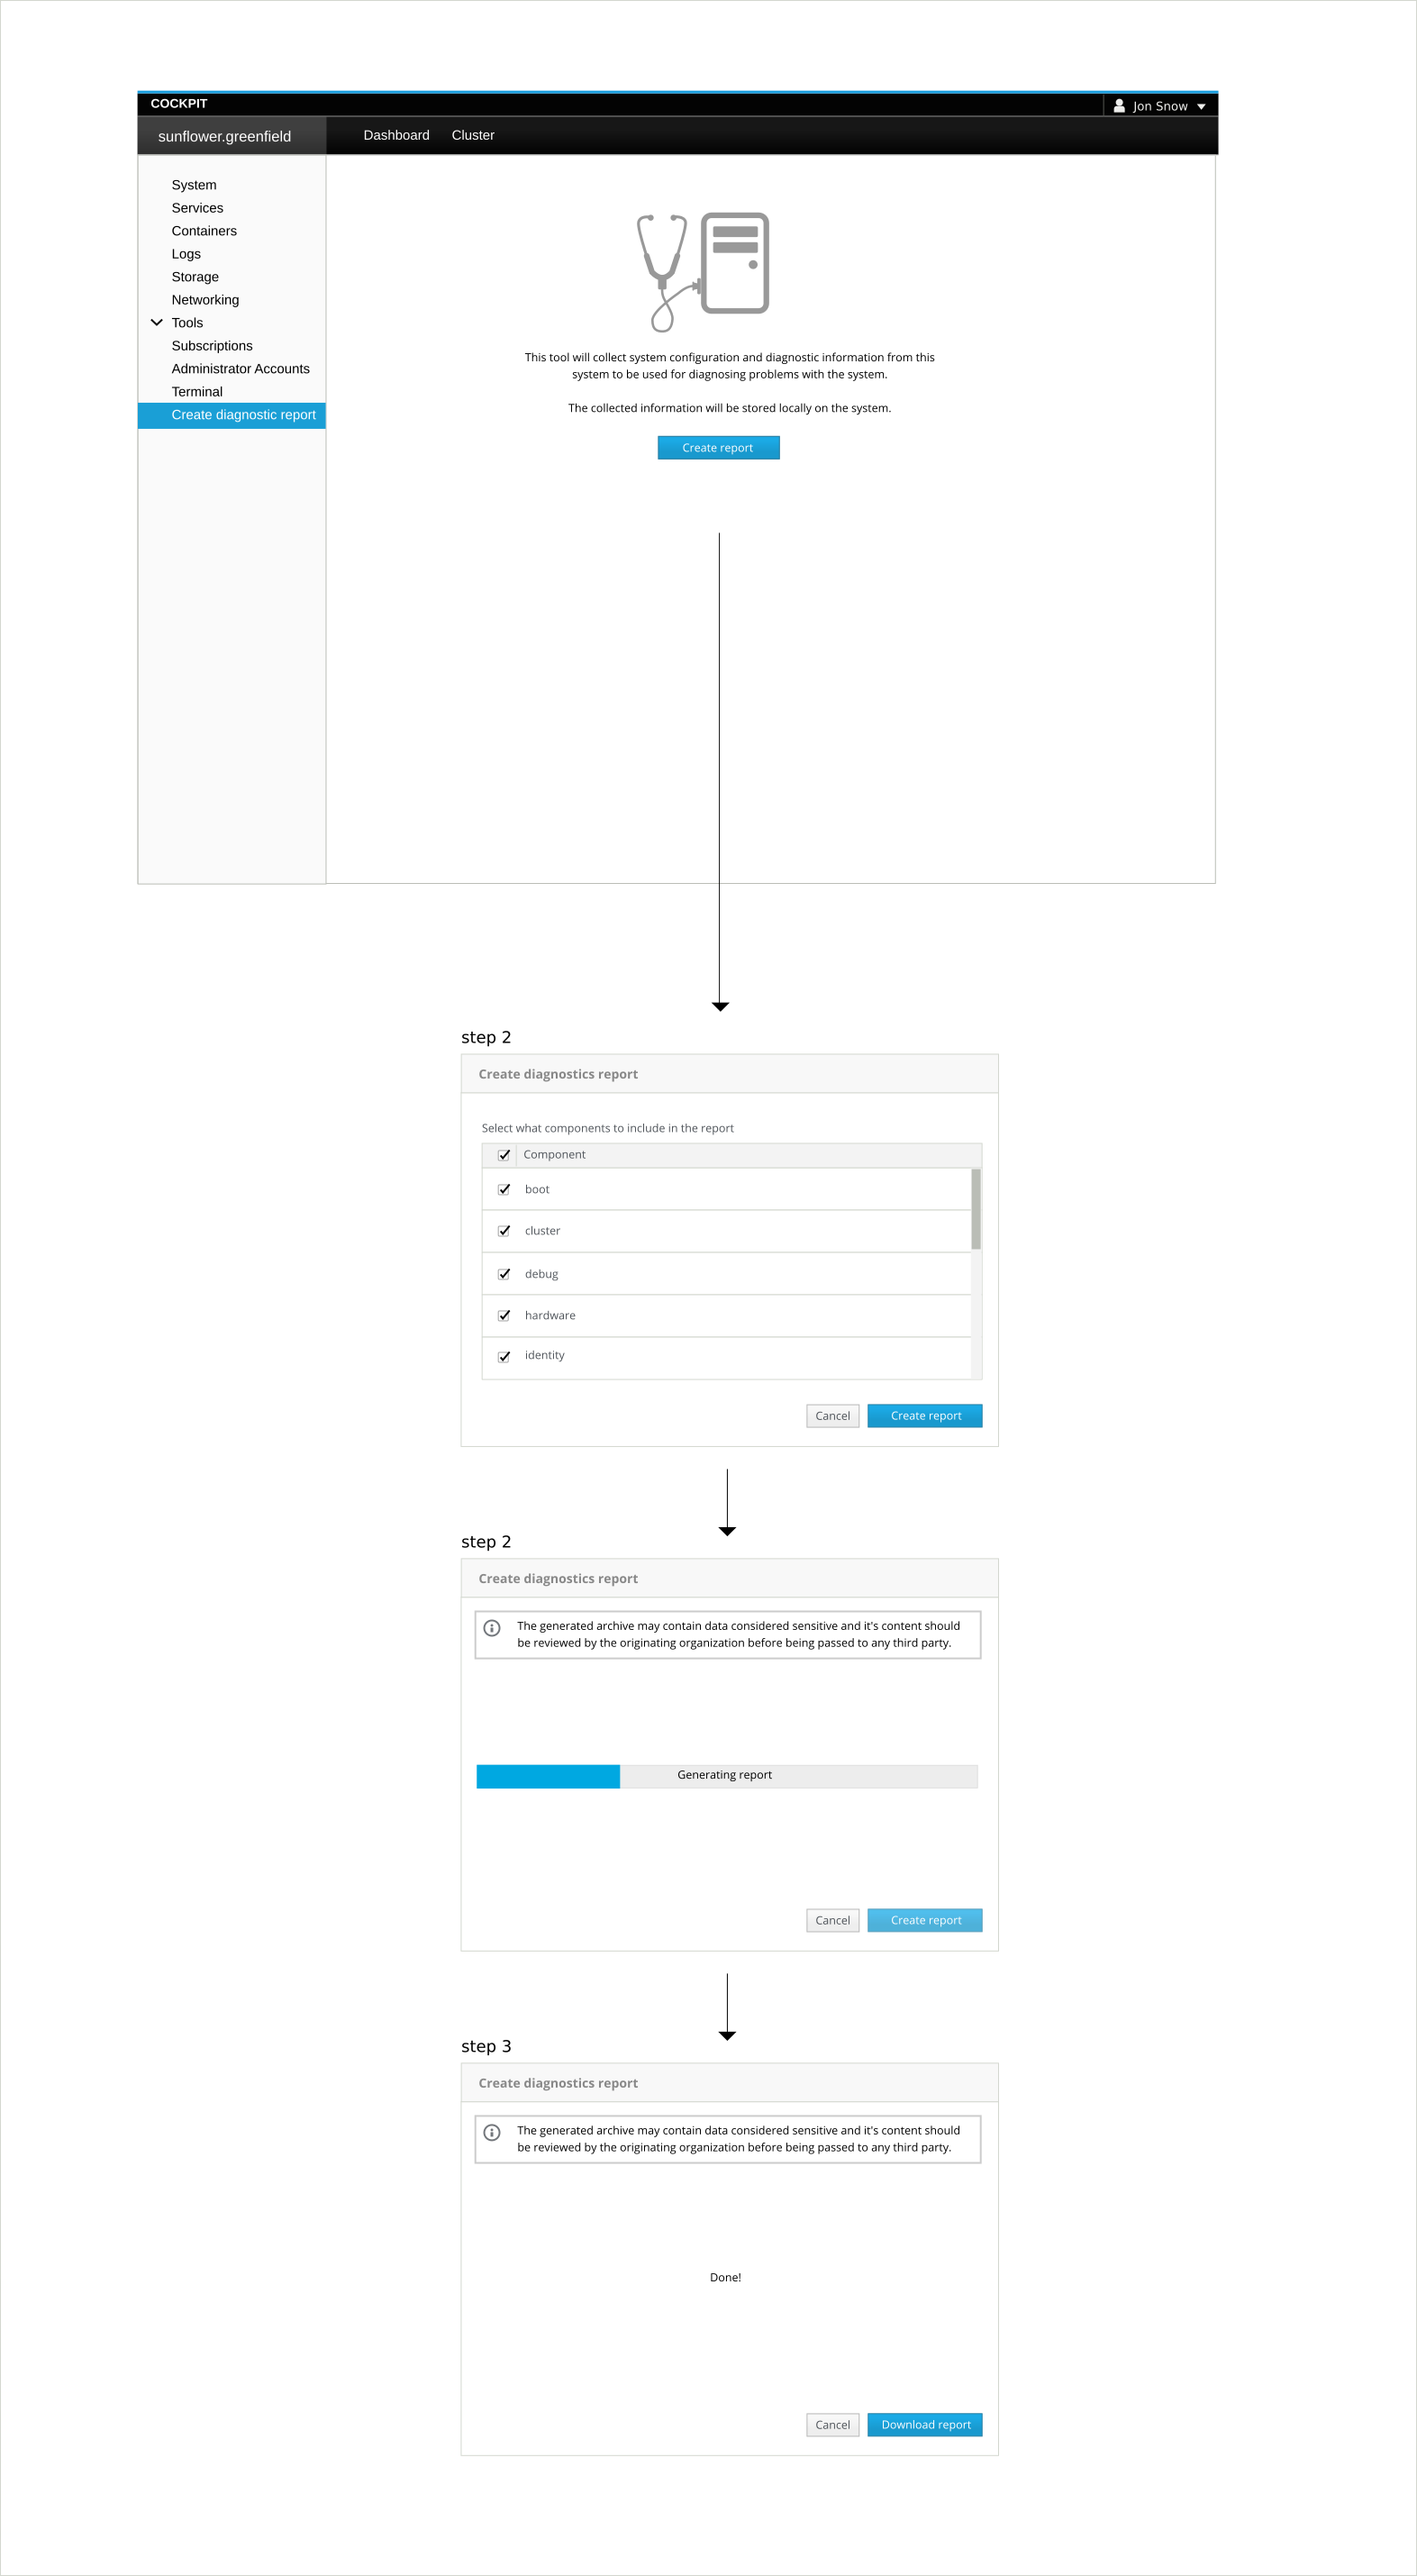 COCKPIT
Jon Snow
sunflower.greenfield
Dashboard Cluster
System
Services
Containers
Logs
Storage
Networking
Tools
Subscriptions
Administrator Accounts
Terminal
Create diagnostic report
This tool will collect system configuration and diagnostic information from this
system to be used for diagnosing problems with the system.
The collected information will be stored locally on the system.
Create report
step 2
Create diagnostics report
Select what components to include in the report
Component
boot
cluster
debug
hardware
identity
Cancel Create report
step 2
Create diagnostics report
The generated archive may contain data considered sensitive and it's content should
be reviewed by the originating organization before being passed to any third party.
Generating report
Cancel Create report
step 3
Create diagnostics report
The generated archive may contain data considered sensitive and it's content should
be reviewed by the originating organization before being passed to any third party.
Done!
Cancel Download report